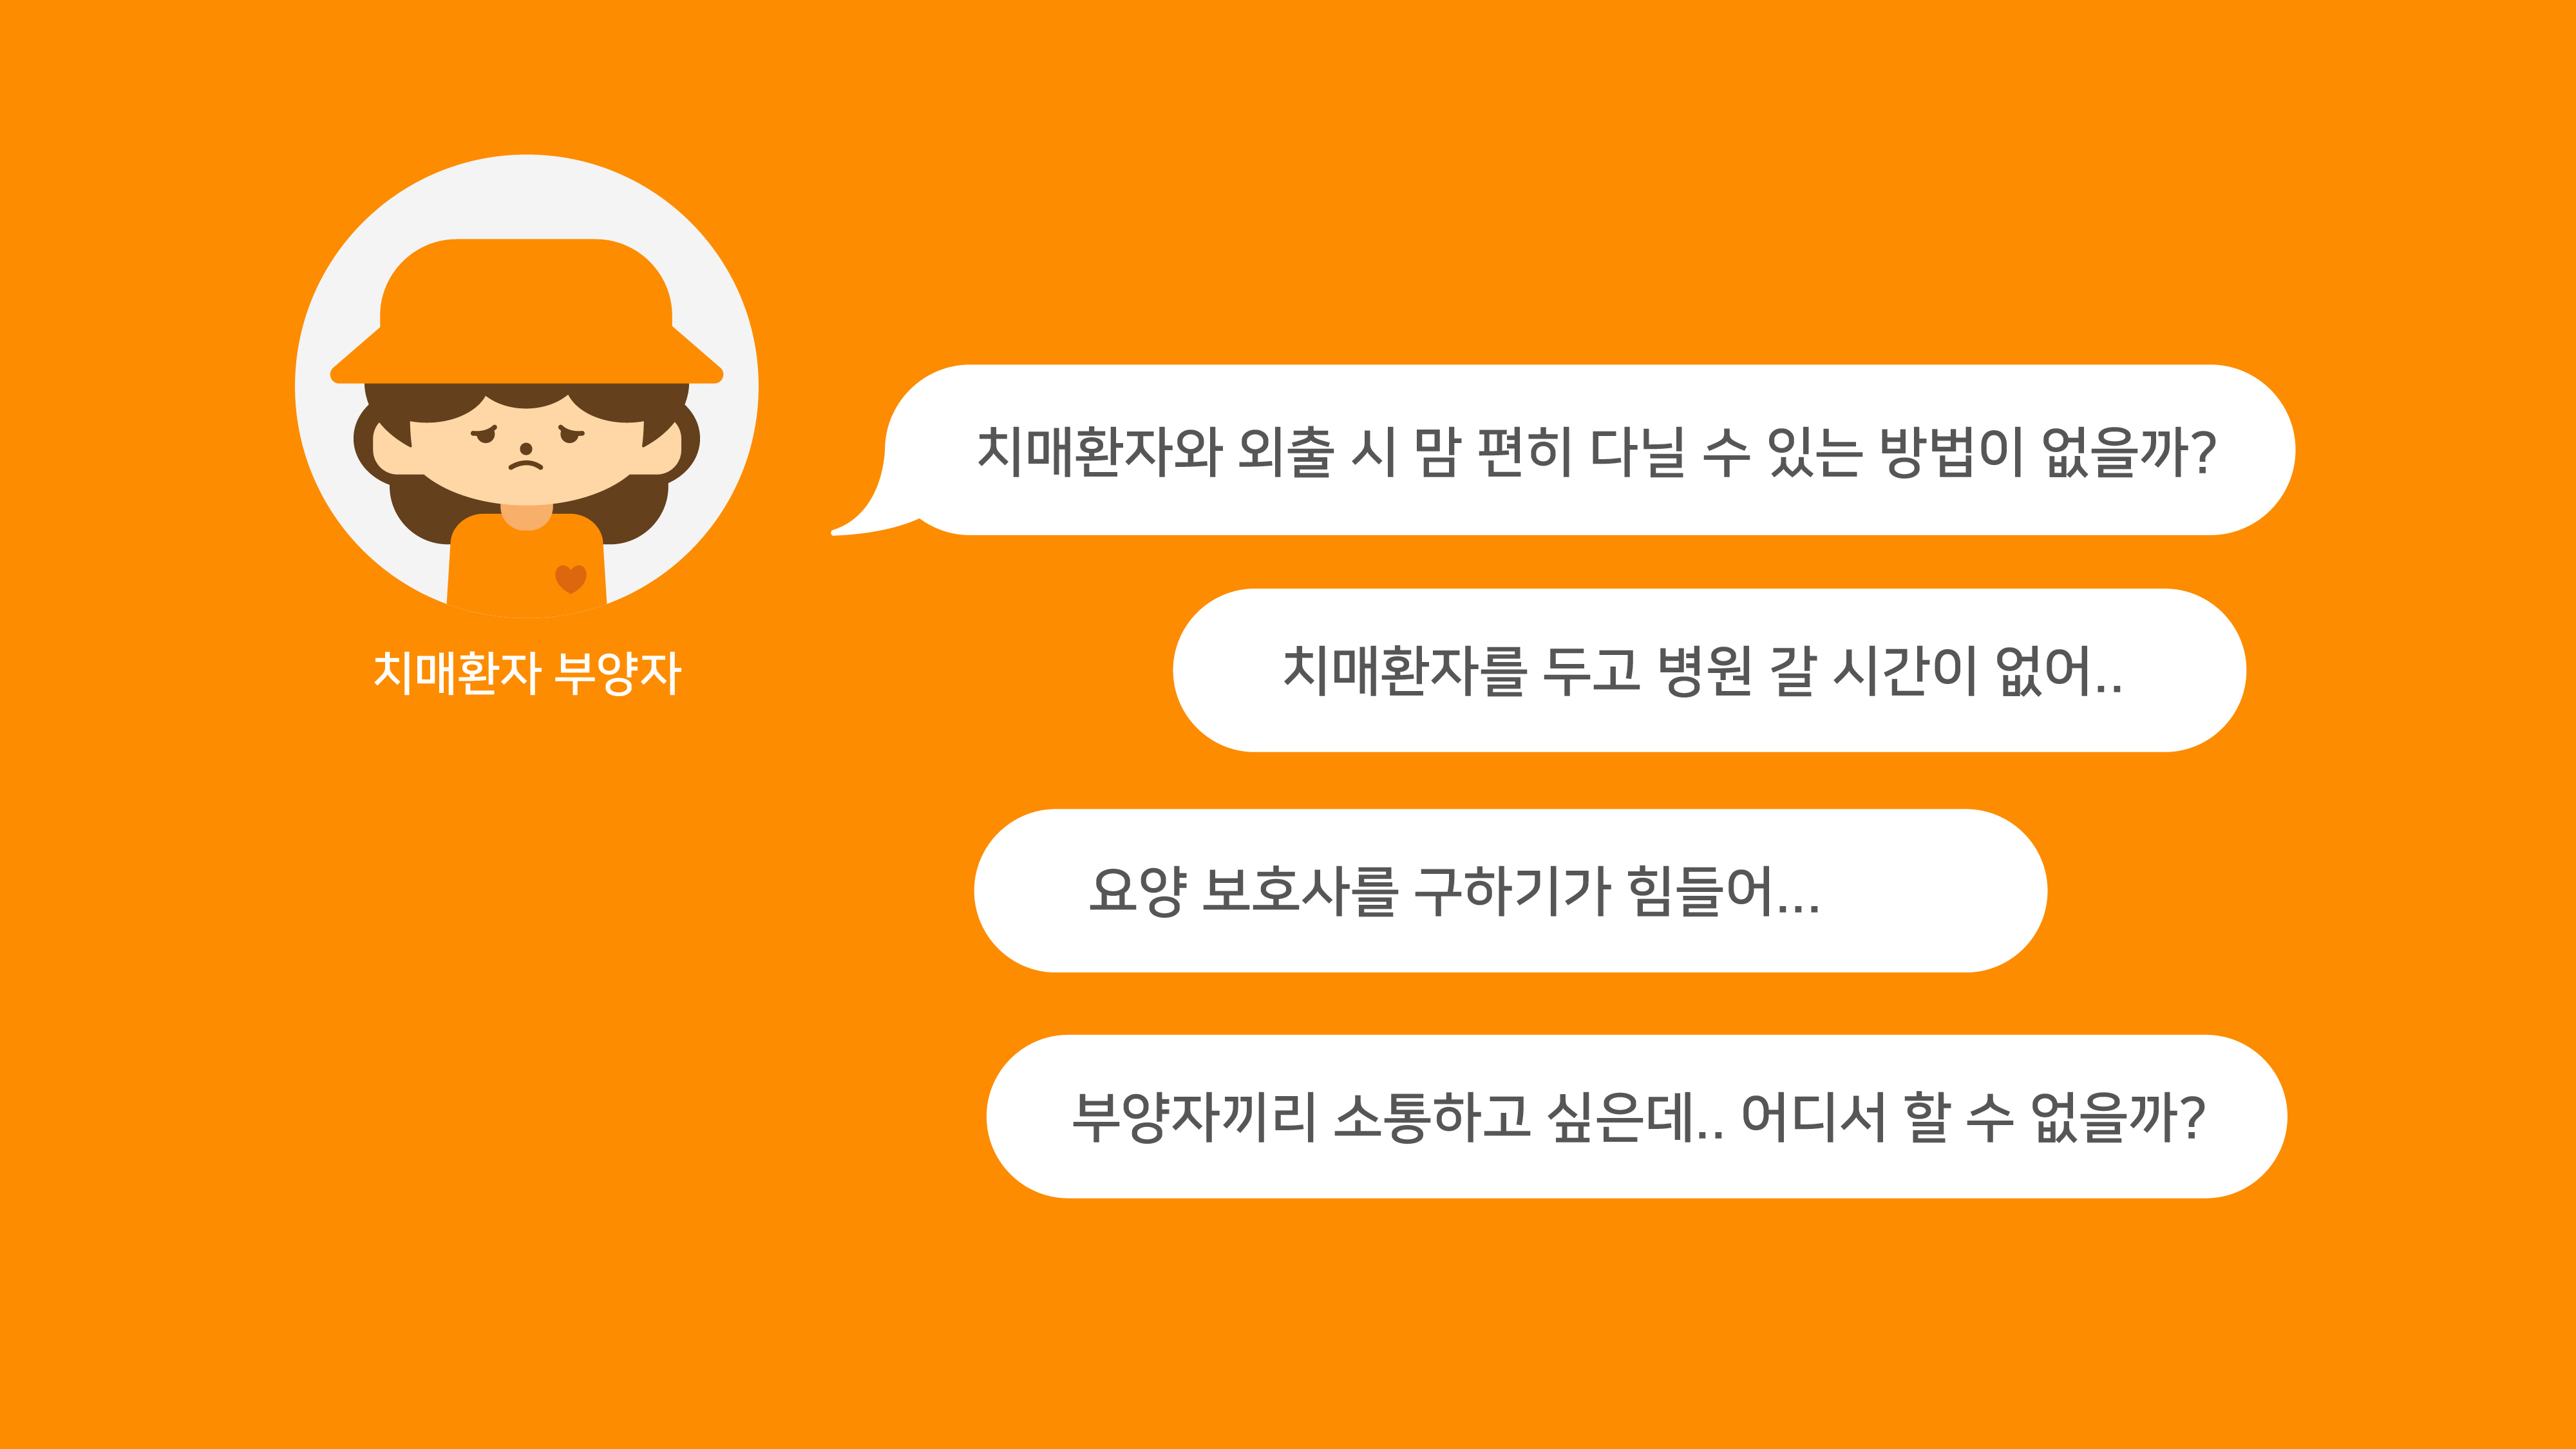 치매환자 부양자
치매환자와 외출 시 맘 편히 다닐 수 있는 방법이 없을까?
치매환자를 두고 병원 갈 시간이 없어..
요양 보호사를 구하기가 힘들어...
부양자끼리 소통하고 싶은데.. 어디서 할 수 없을까?